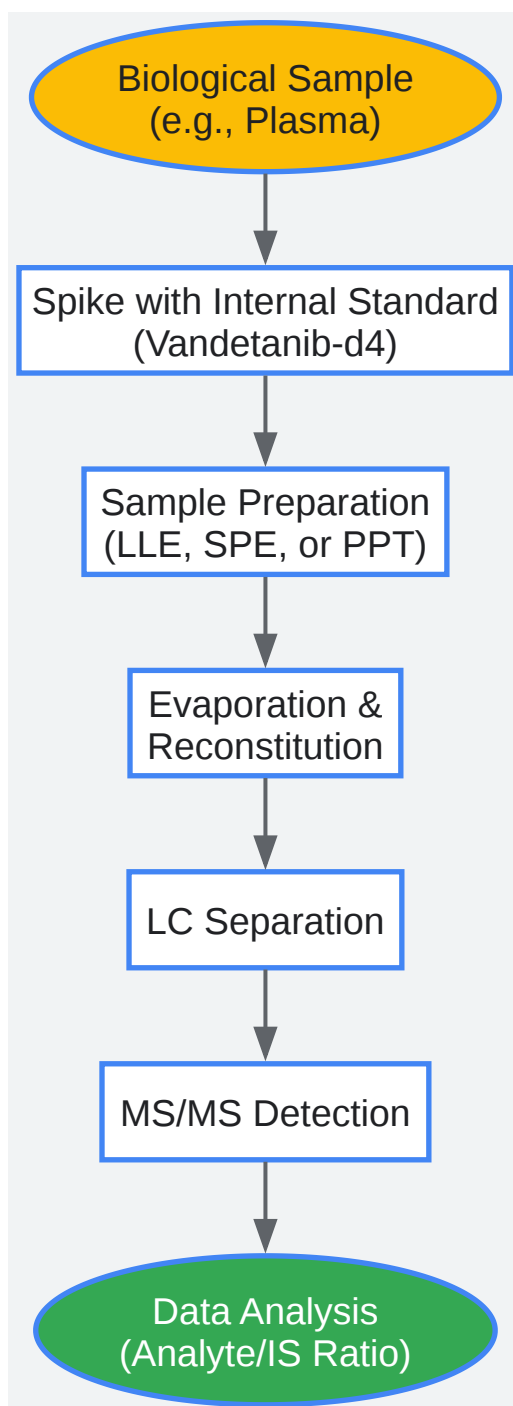 Biological Sample
(e.g., Plasma)
Spike with Internal Standard
(Vandetanib-d4)
Sample Preparation
(LLE, SPE, or PPT)
Evaporation &
Reconstitution
LC Separation
MS/MS Detection
Data Analysis
(Analyte/IS Ratio)